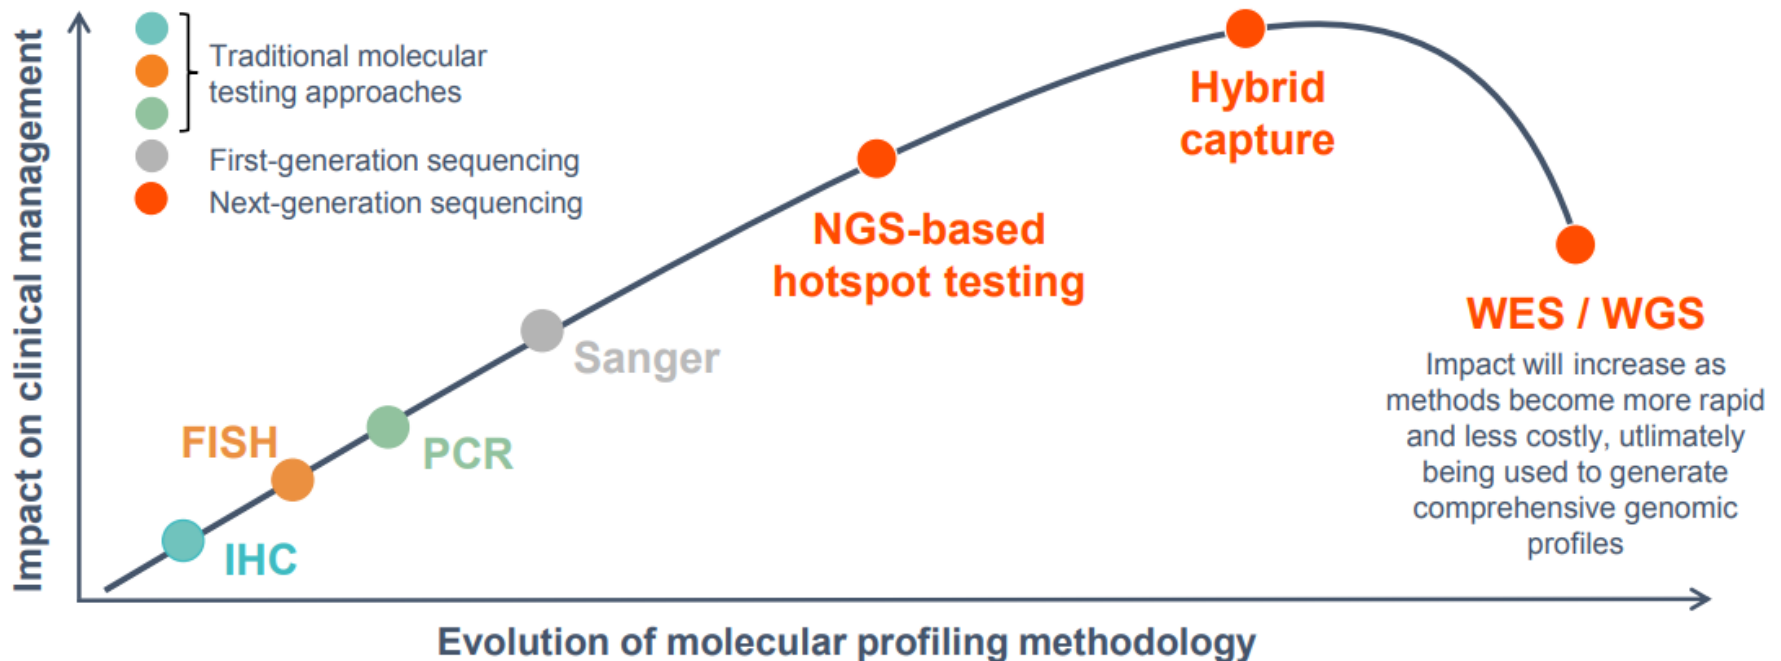 Impact on clinical management
Traditional molecular
testing approaches
First-generation sequencing
Next-generation sequencing
Hybrid
capture
NGS-based
hotspot testing
WES / WGS
Impact will increase as
methods become more rapid
and less costly, utlimately
being used to generate
comprehensive genomic
profiles
Sanger
FISH
PCR
IHC
Evolution of molecular profiling methodology